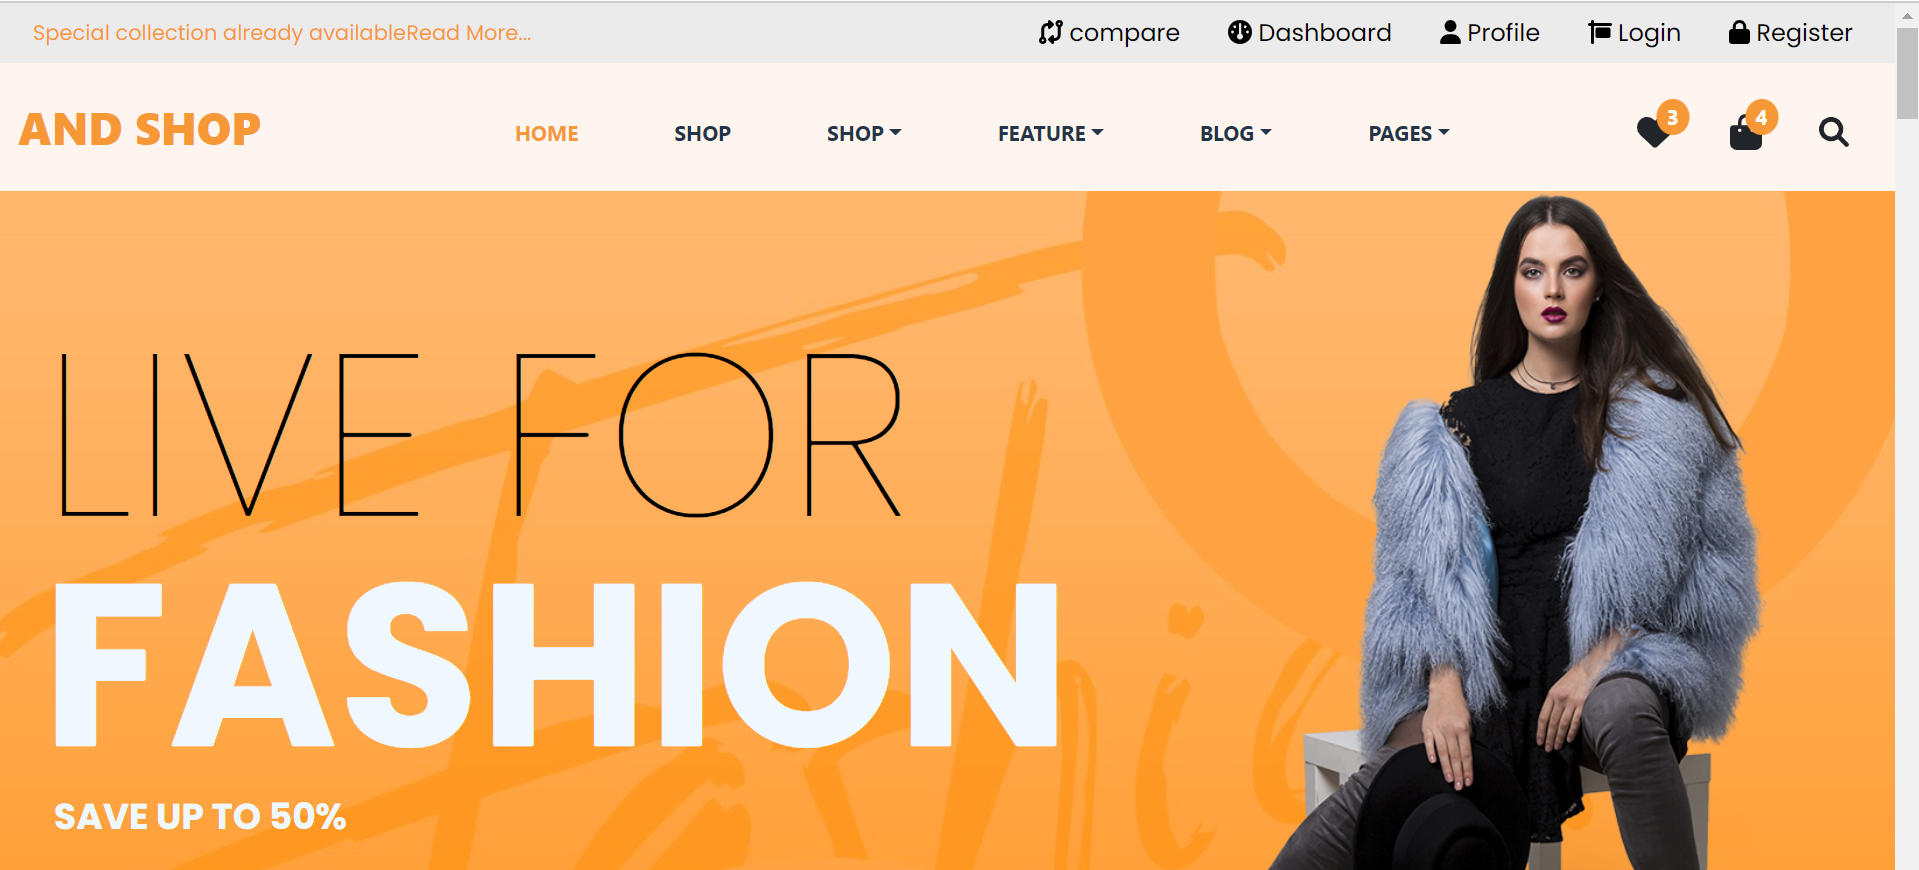 Special collection already availableRead More... compare Dashboard Profile Login Register
AND SHOP HOME SHOP SHOP FEATURE BLOG PAGES 3 4
LIVE FOR
FASHION
SAVE UP TO 50%